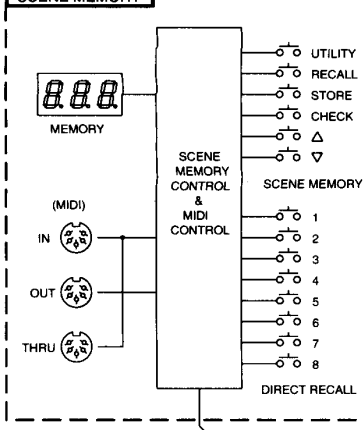 SCENE MEMORY
8.8.8.
MEMORY
(MIDI)
IN
OUT
THRU
SCENE
MEMORY
CONTROL
&
MIDI
CONTROL
UTILITY
RECALL
STORE
CHECK
△
▽
SCENE MEMORY
1
2
3
4
5
6
7
8
DIRECT RECALL